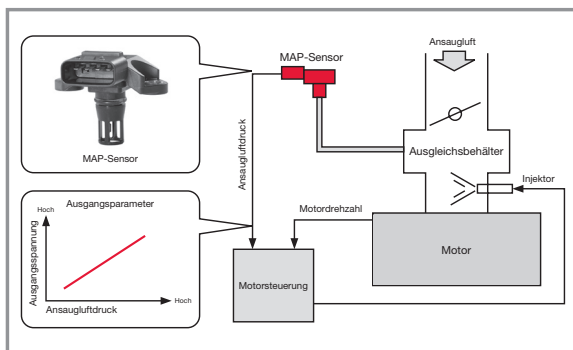 MAP-Sensor
MAP-Sensor
Ansaugluft
Ausgleichsbehälter
Ansaugluftdruck
Injektor
Motordrehzahl
Motor
Motorsteuerung
Hoch
Ausgangsparameter
Ausgangsspannung
Hoch
Ansaugluftdruck